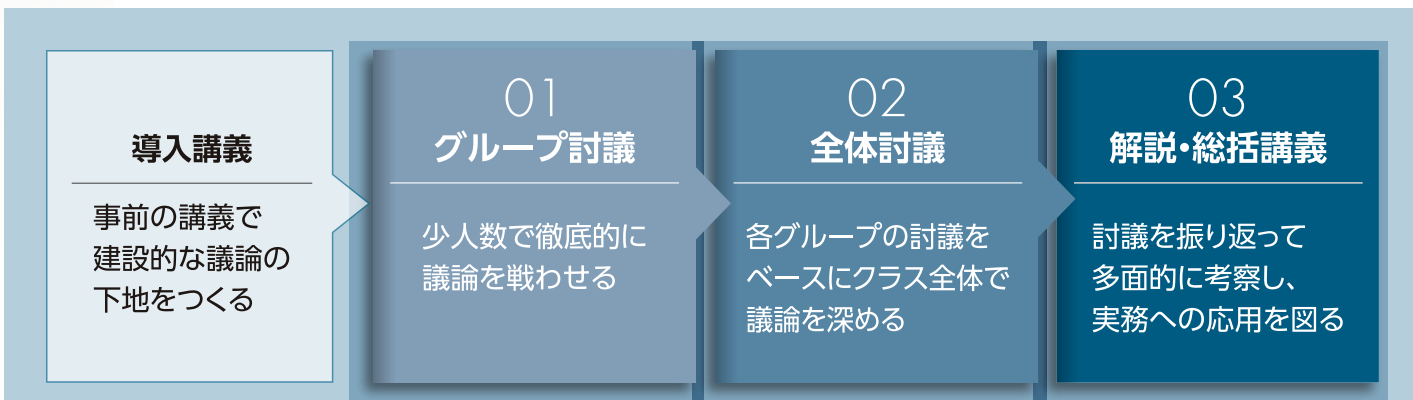 導入講義
事前の講義で
建設的な議論の
下地をつくる
01
グループ討議
少人数で徹底的に
議論を戦わせる
02
全体討議
各グループの討議を
ベースにクラス全体で
議論を深める
03
解説・総括講義
討議を振り返って
多面的に考察し、
実務への応用を図る